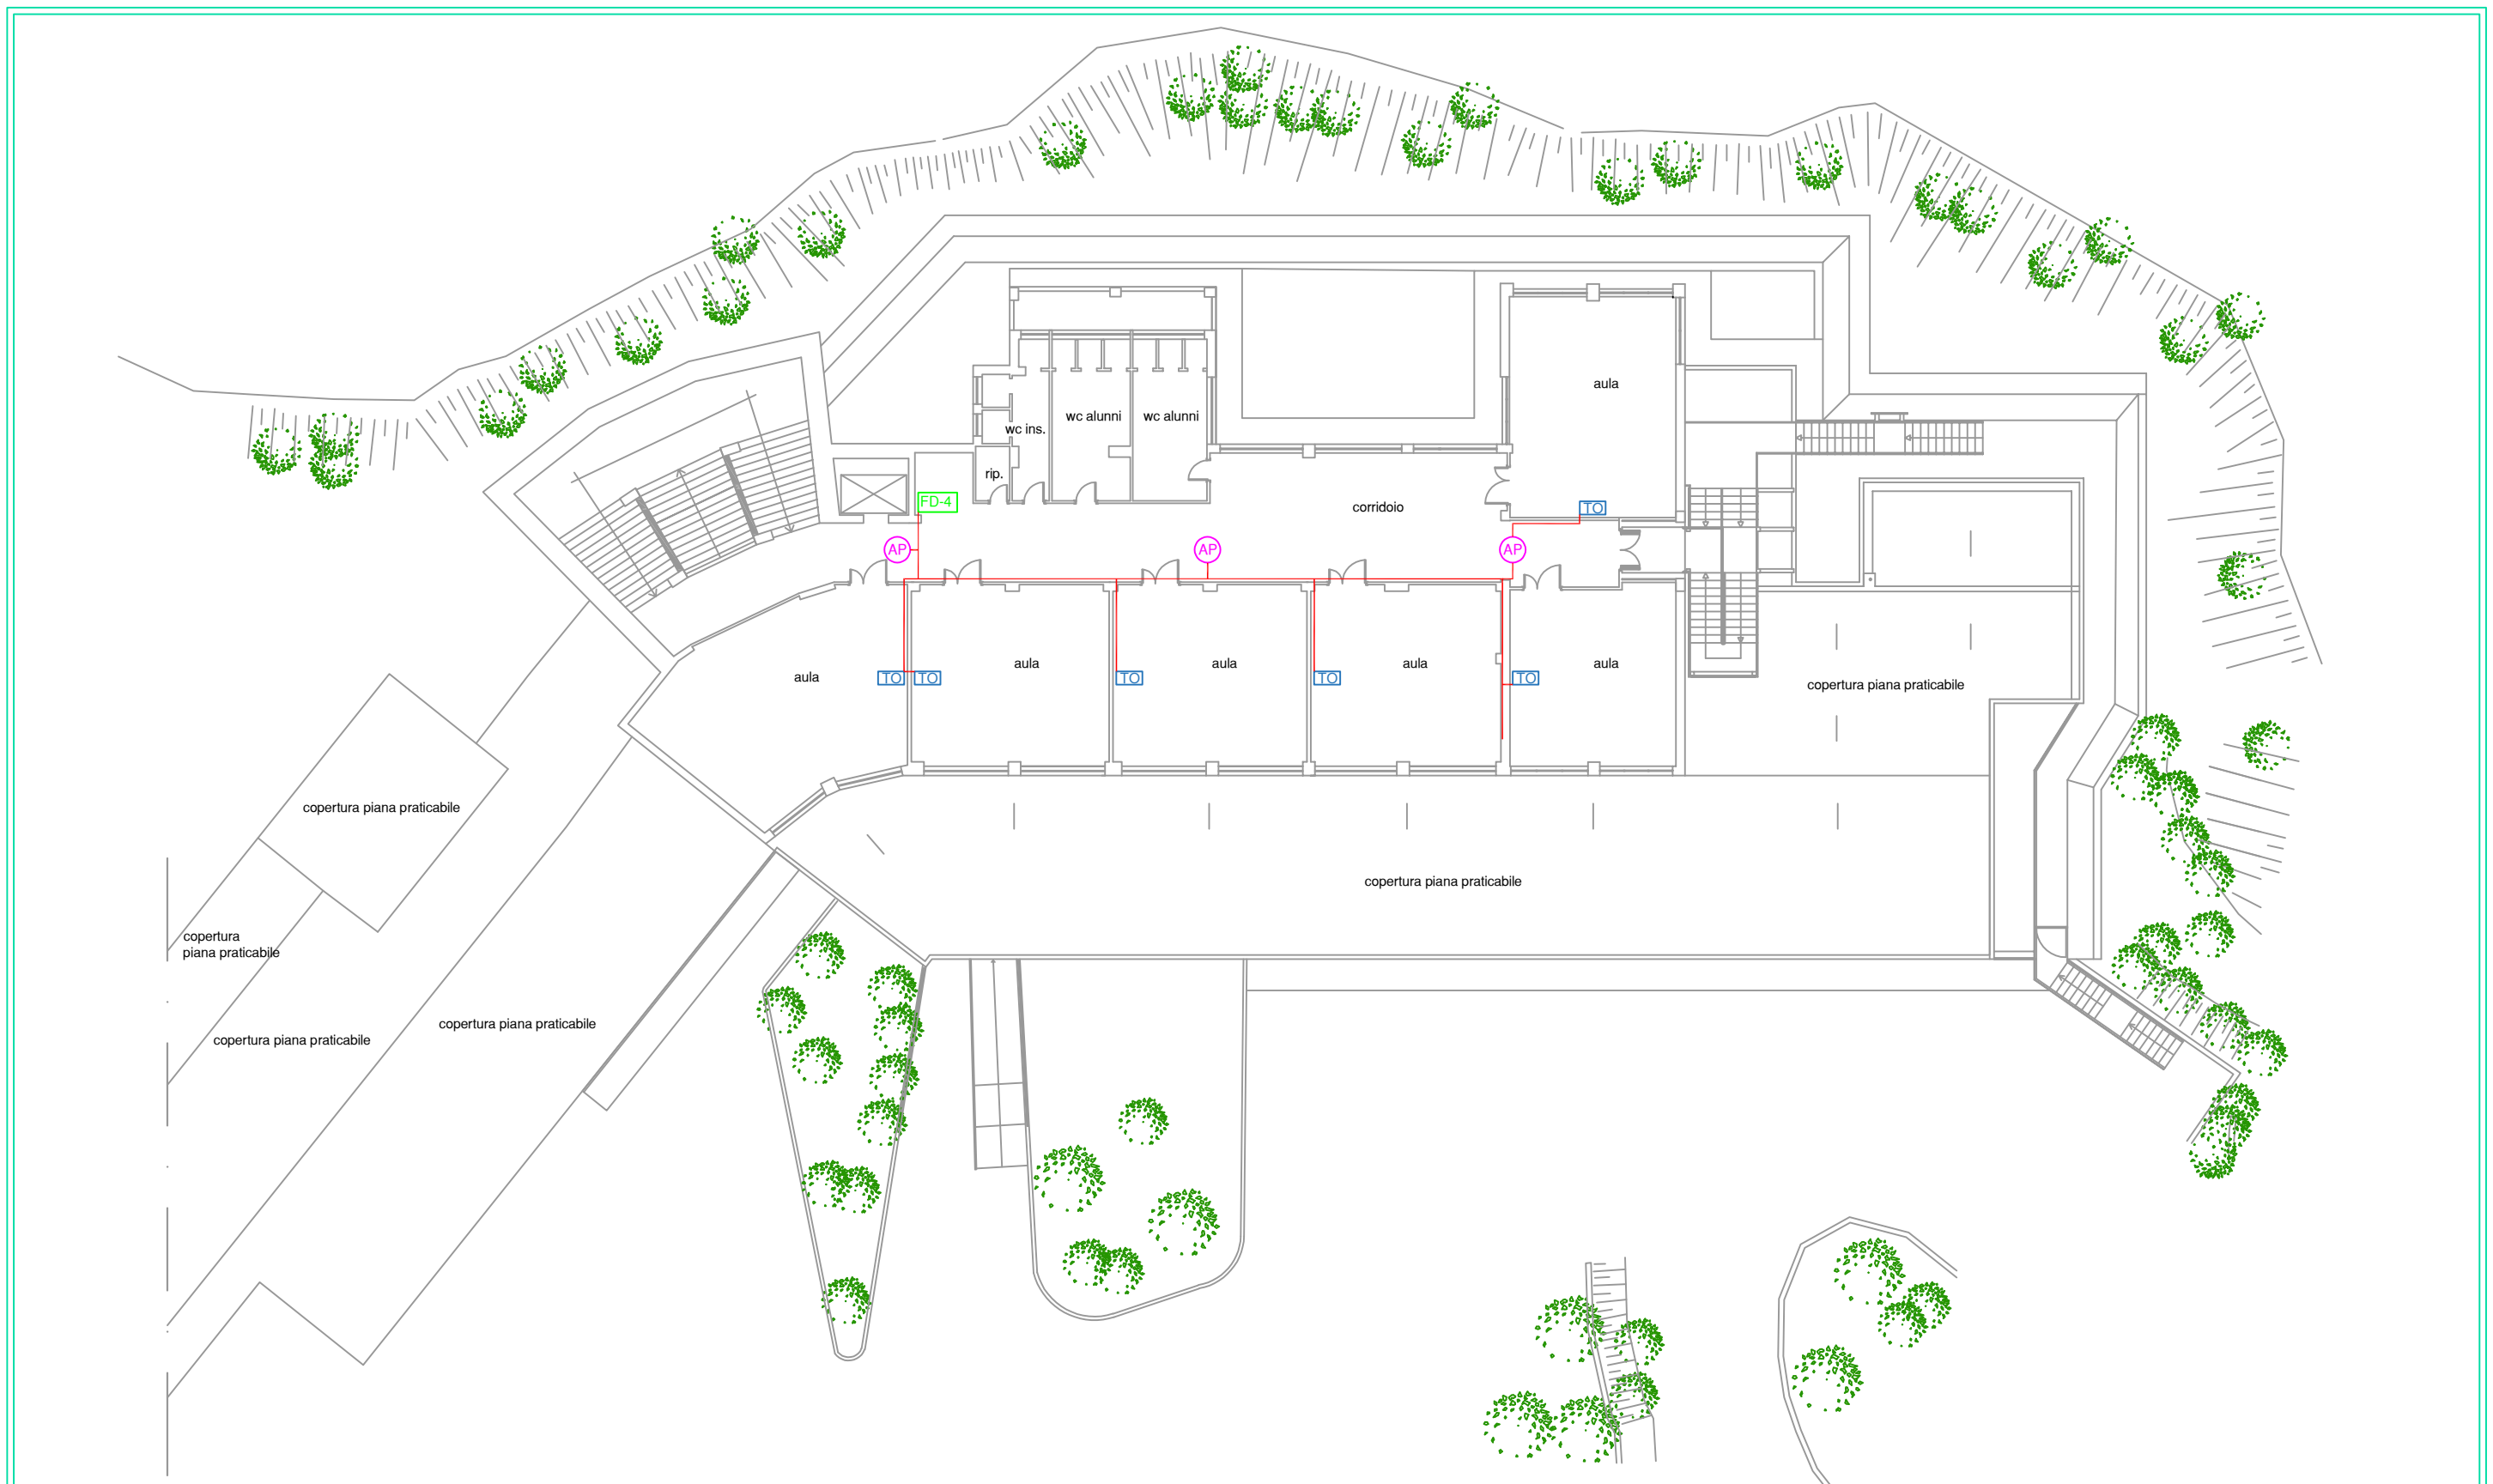 aula
wc alunni
wc alunni
wc ins.
rip.
FD-4
corridoio
TO
AP
AP
AP
aula
aula
aula
aula
aula
TO
TO
TO
TO
TO
copertura piana praticabile
copertura piana praticabile
copertura piana praticabile
copertura
piana praticabile
copertura piana praticabile
copertura piana praticabile